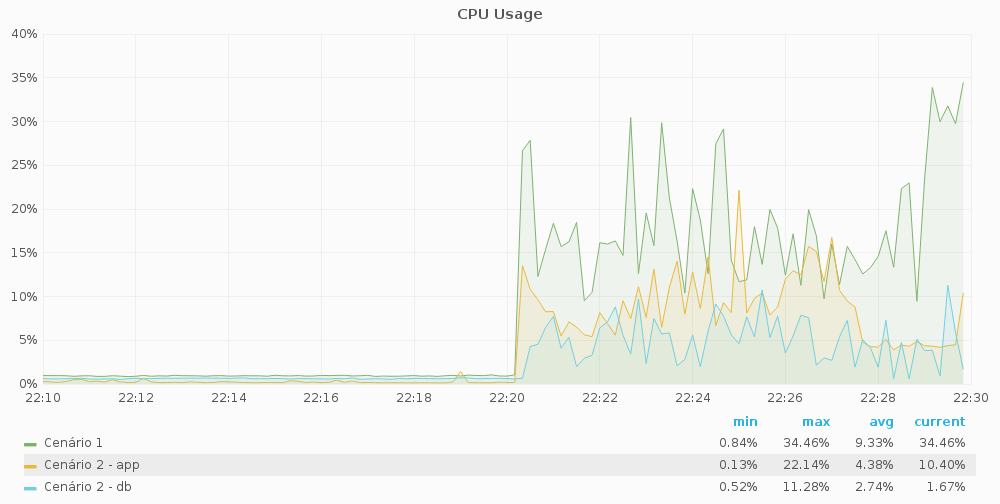 CPU Usage
40%
35%
30%
25%
20%
15%
10%
5%
0%
22:10 22:12 22:14 22:16 22:18 22:20 22:22 22:24 22:26 22:28 22:30
min max avg current
Cenário 1 0.84% 34.46% 9.33% 34.46%
Cenário 2 - app 0.13% 22.14% 4.38% 10.40%
Cenário 2 - db 0.52% 11.28% 2.74% 1.67%